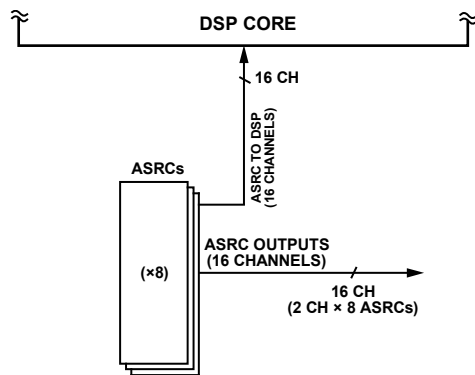 DSP CORE
16 CH
ASRC TO DSP
(16 CHANNELS)
ASRCs
(×8)
ASRC OUTPUTS
(16 CHANNELS)
16 CH
(2 CH × 8 ASRCs)